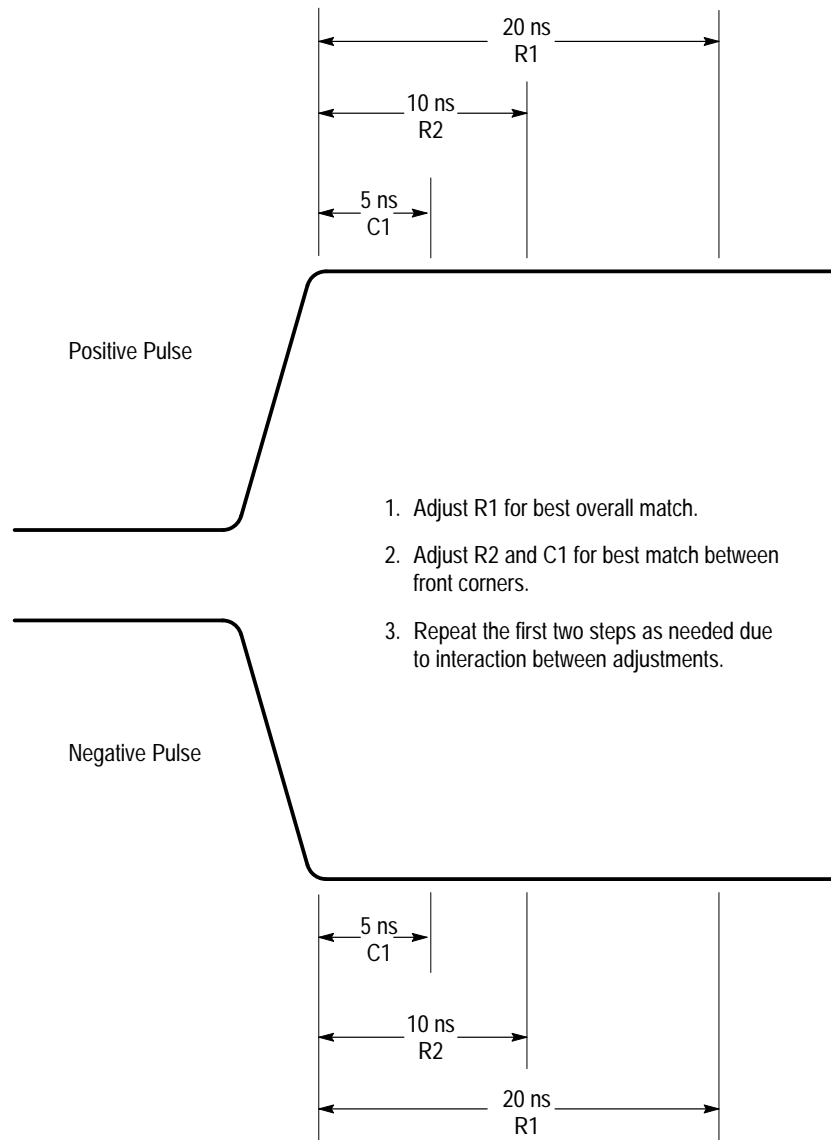 20 ns
R1
10 ns
R2
5 ns
C1
Positive Pulse
1. Adjust R1 for best overall match.
2. Adjust R2 and C1 for best match between
front corners.
3. Repeat the first two steps as needed due
to interaction between adjustments.
Negative Pulse
5 ns
C1
10 ns
R2
20 ns
R1